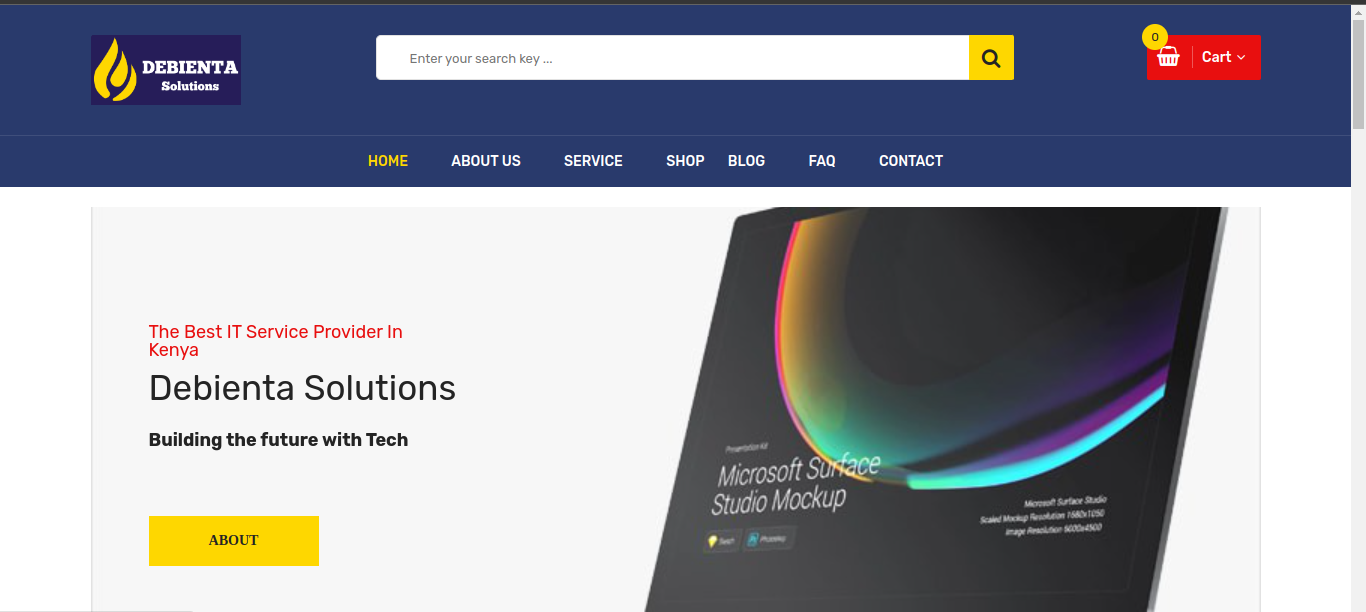 DEBIENTA
Solutions
Enter your search key ...
0
Cart
HOME ABOUT US SERVICE SHOP BLOG FAQ CONTACT
The Best IT Service Provider In
Kenya
Debienta Solutions
Building the future with Tech
ABOUT
Presentation Kit
Microsoft Surface
Studio Mockup
Microsoft Surface Studio
Scaled Mockup Resolution 1680x1050
Image Resolution 6000x4500
Photoshop